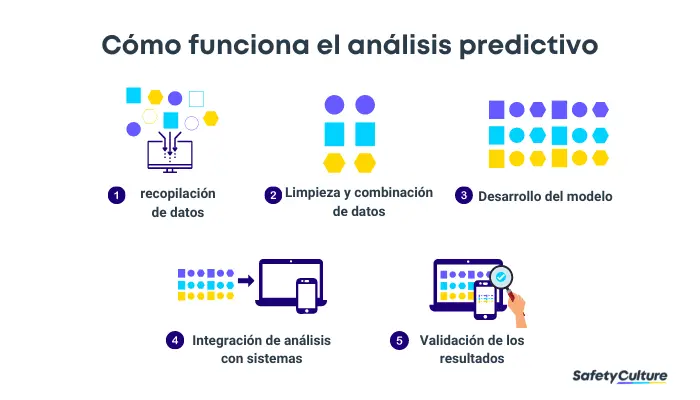 Cómo funciona el análisis predictivo
1 recopilación
de datos
2 Limpieza y combinación
de datos
3 Desarrollo del modelo
4 Integración de análisis
con sistemas
5 Validación de los
resultados
SafetyCulture